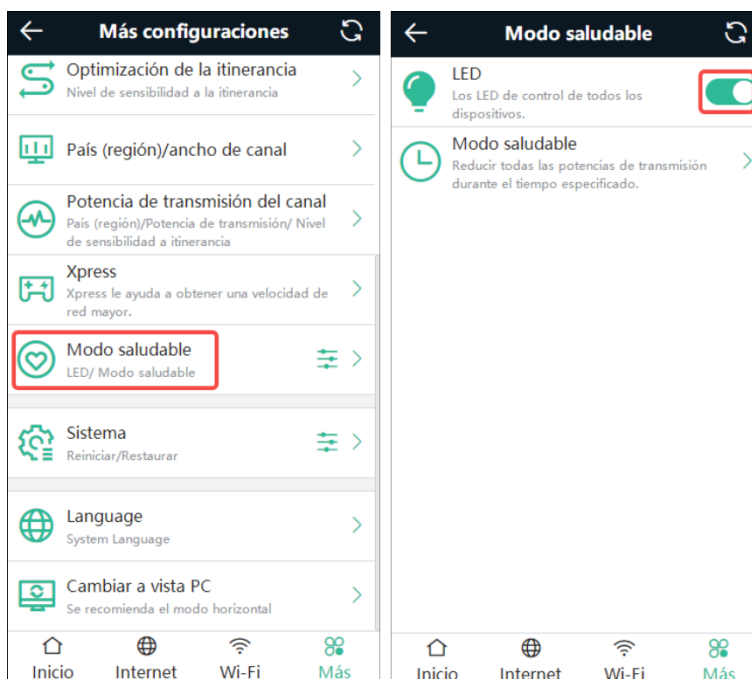 Más configuraciones
Optimización de la itinerancia
Nivel de sensibilidad a la itinerancia
País (región)/ancho de canal
Potencia de transmisión del canal
País (región)/Potencia de transmisión/ Nivel
de sensibilidad a itinerancia
Xpress
Xpress le ayuda a obtener una velocidad de
red mayor.
Modo saludable
LED/ Modo saludable
Sistema
Reiniciar/Restaurar
Language
System Language
Cambiar a vista PC
Se recomienda el modo horizontal
Inicio Internet Wi-Fi Más
Modo saludable
LED
Los LED de control de todos los
dispositivos.
Modo saludable
Reducir todas las potencias de transmisión
durante el tiempo especificado.
Inicio Internet Wi-Fi Más